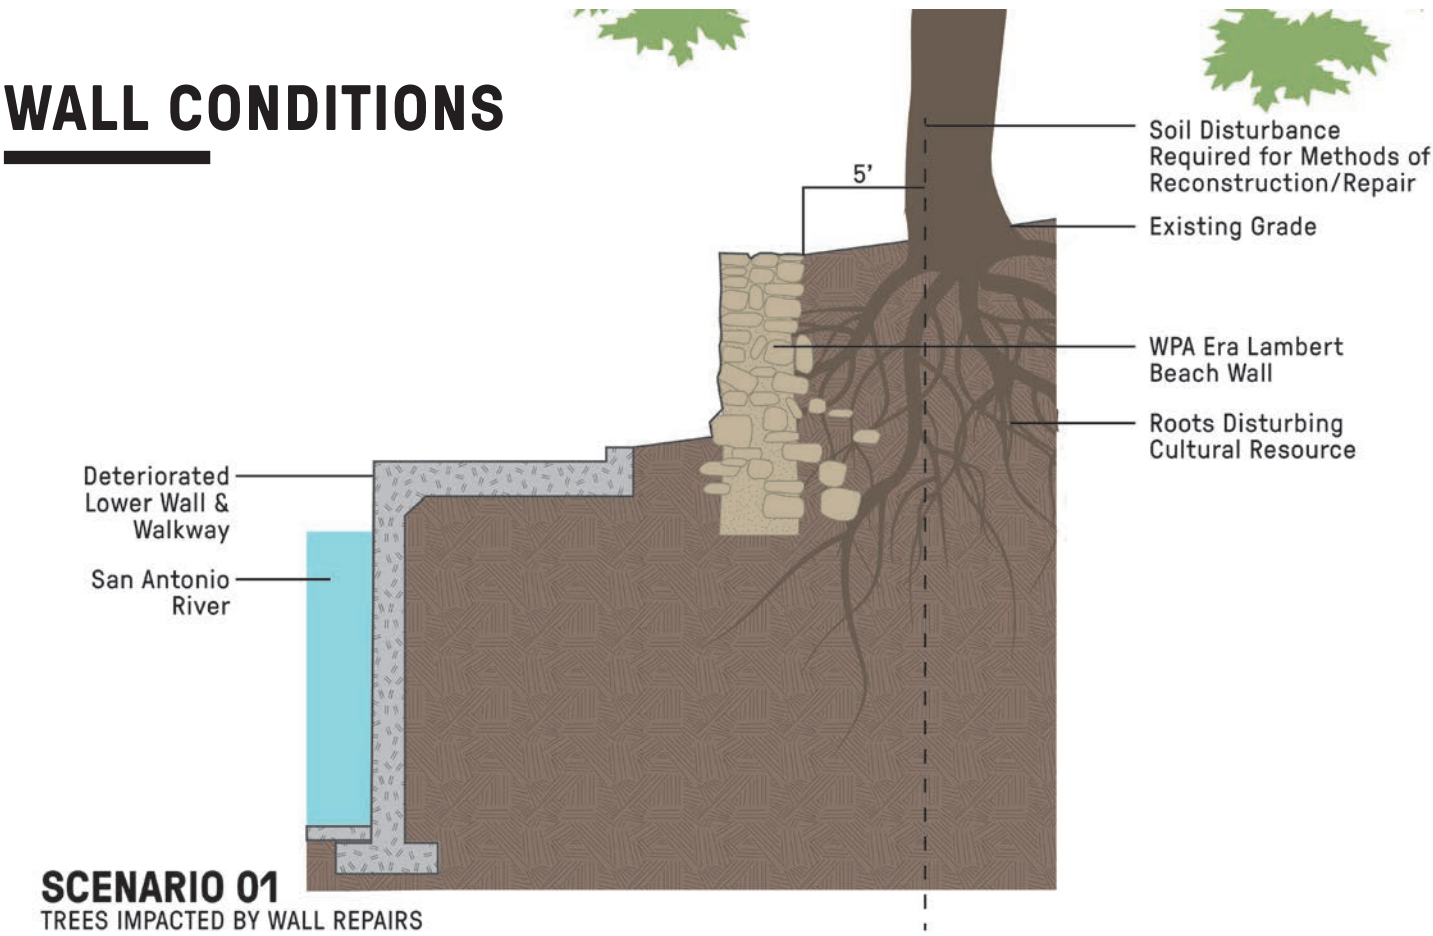 WALL CONDITIONS
5’
Soil Disturbance
Required for Methods of
Reconstruction/Repair
Existing Grade
WPA Era Lambert
Beach Wall
Roots Disturbing
Cultural Resource
Deteriorated
Lower Wall &
Walkway
San Antonio
River
SCENARIO 01
TREES IMPACTED BY WALL REPAIRS